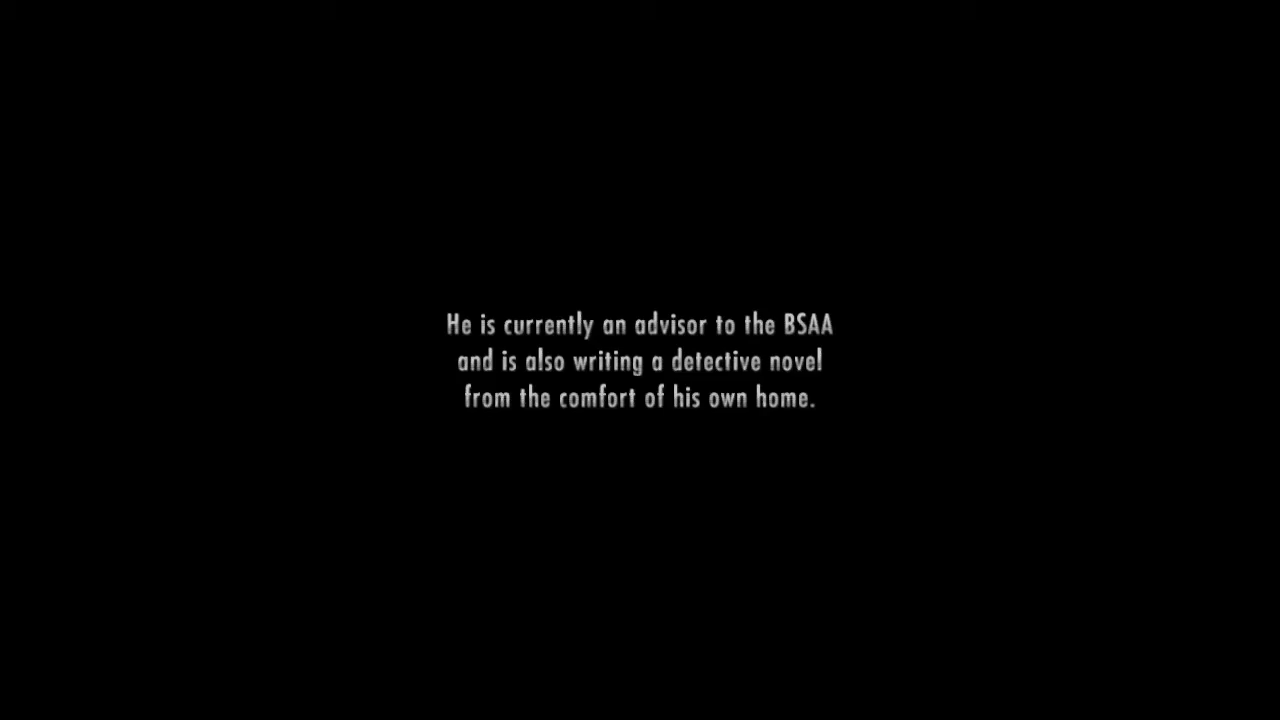 He is currently an advisor to the BSAA
and is also writing a detective novel
from the comfort of his own home.